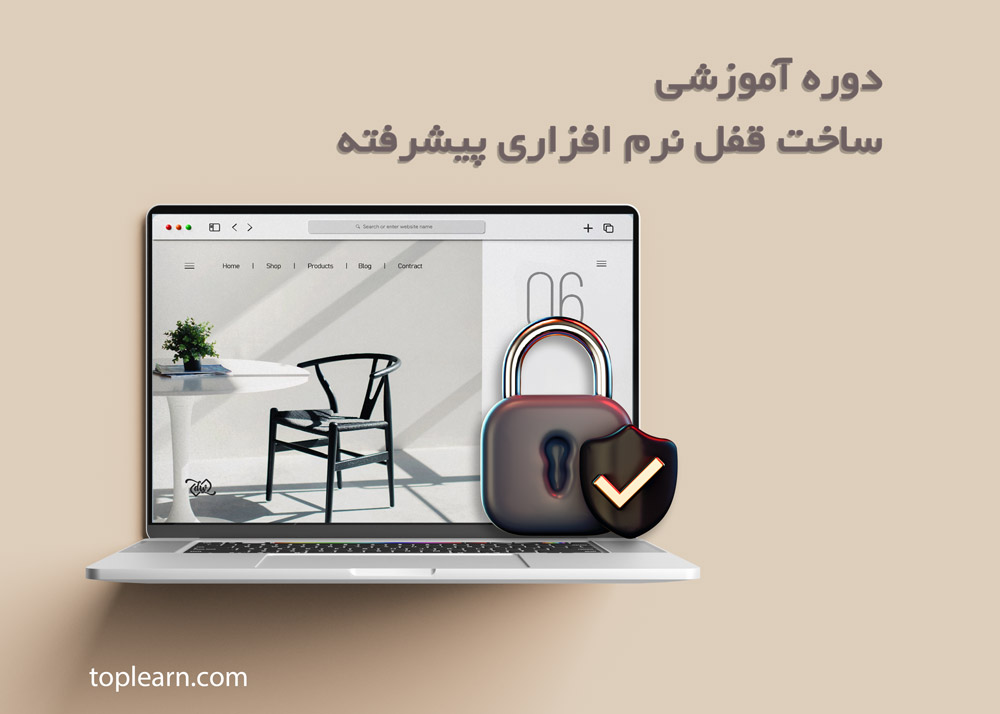 دوره آموزشی
ساخت قفل نرم افزاری پیشرفته
Search or enter website name
Home | Shop | Products | Blog | Contract
06
toplearn.com